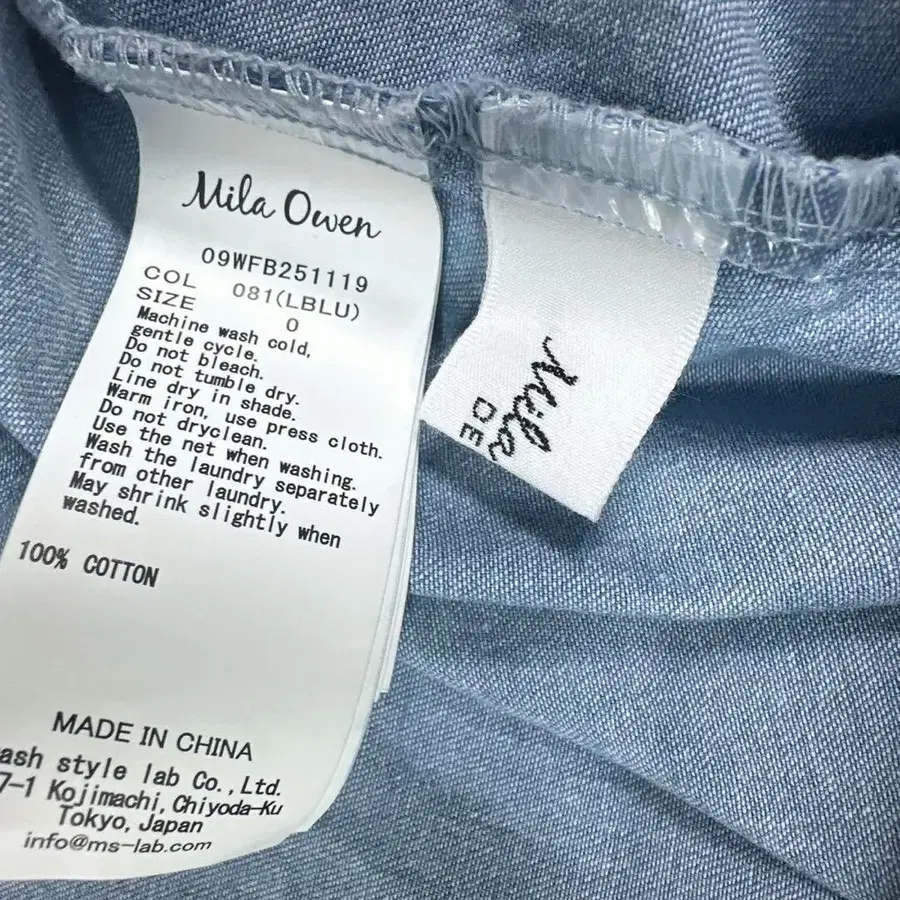 Mila Owen
09WFB251119
COL 081(LBLU)
SIZE 0
Machine wash cold,
gentle cycle.
Do not bleach.
Do not tumble dry.
Line dry in shade.
Warm iron, use press cloth.
Do not dryclean.
Use the net when washing.
Wash the laundry separately
from other laundry.
May shrink slightly when
washed.
100% COTTON
MADE IN CHINA
ash style lab Co.,Ltd.
7-1 Kojimachi,Chiyoda-Ku
Tokyo,Japan
info@ms-lab.com
Mila
DE